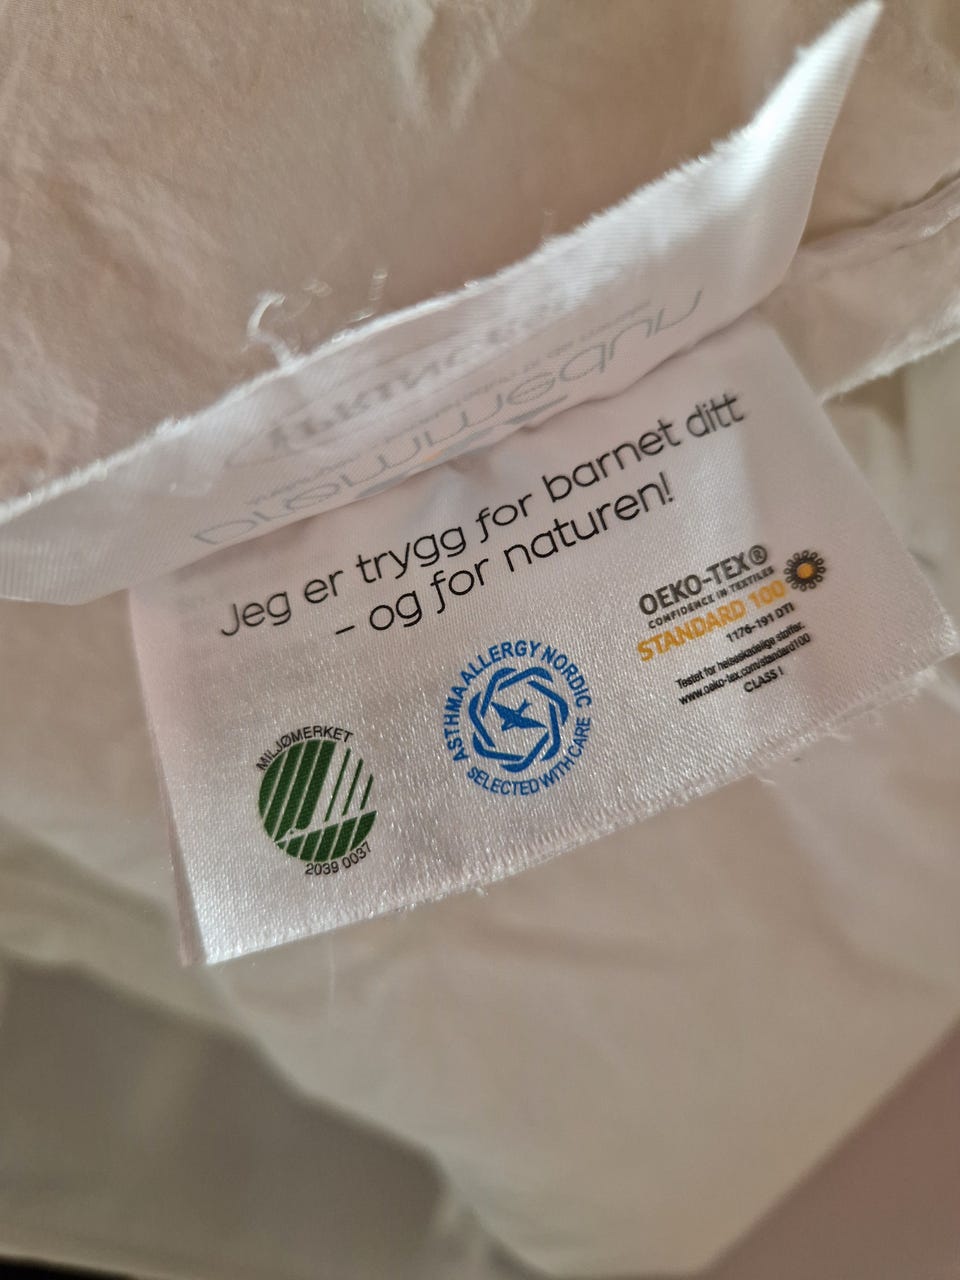 Jeg er trygg for barnet ditt
– og for naturen!
MILJØMERKET
2039 0037
ASTHMA ALLERGY NORDIC
SELECTED WITH CARE
OEKO-TEX®
CONFIDENCE IN TEXTILES
STANDARD 100
1176-191 DTI
Testet for helseskadelige stoffer.
www.oeko-tex.com/standard100
CLASS I